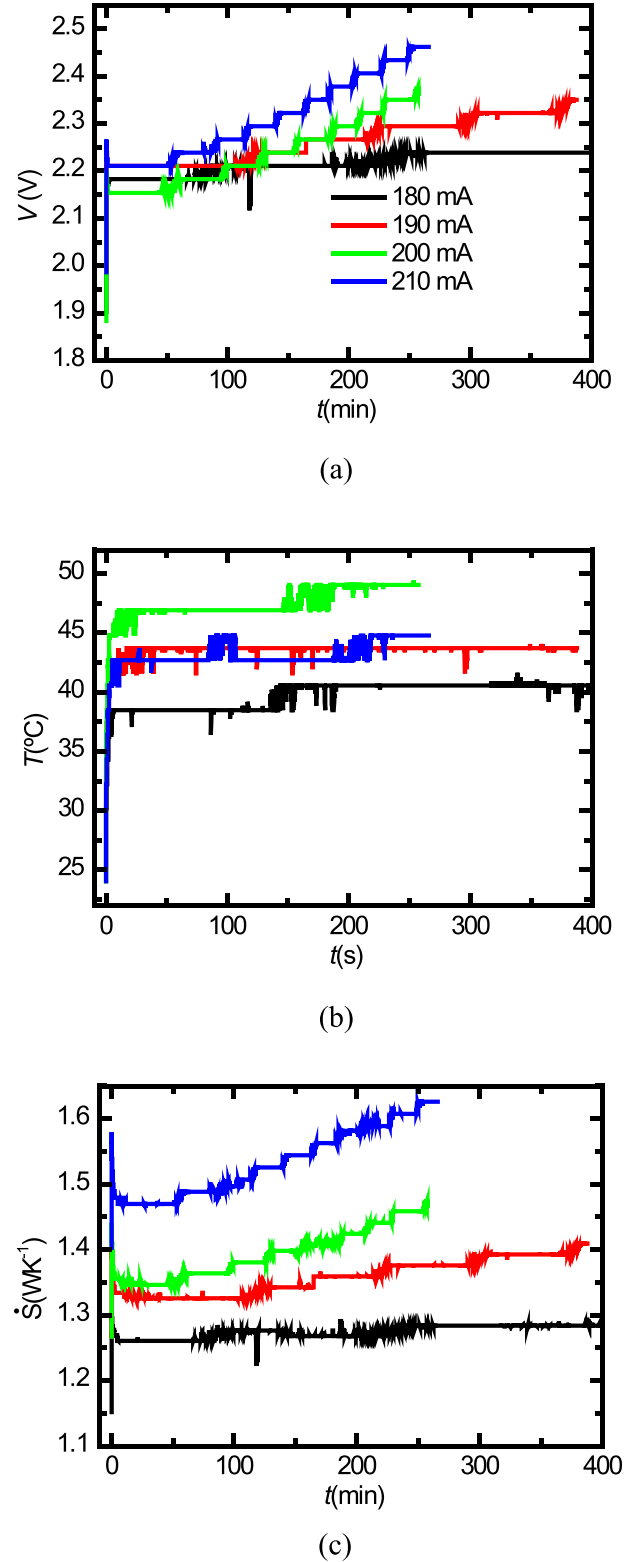 2.5
2.4
2.3
2.2
2.1
2.0
1.9
1.8
V (V)
180 mA
190 mA
200 mA
210 mA
0 100 200 300 400
t(min)
(a)
50
45
40
35
30
25
T(ºC)
0 100 200 300 400
t(s)
(b)
1.6
1.5
1.4
1.3
1.2
1.1
Ṡ(WK⁻¹)
0 100 200 300 400
t(min)
(c)